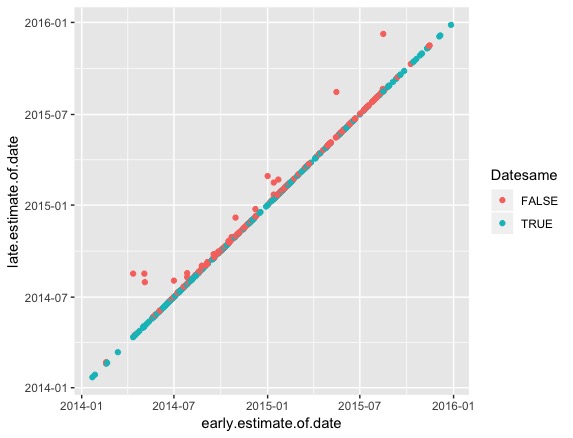 2016-01
2015-07
2015-01
2014-07
2014-01
late.estimate.of.date
2014-01 2014-07 2015-01 2015-07 2016-01
early.estimate.of.date
Datesame
FALSE
TRUE